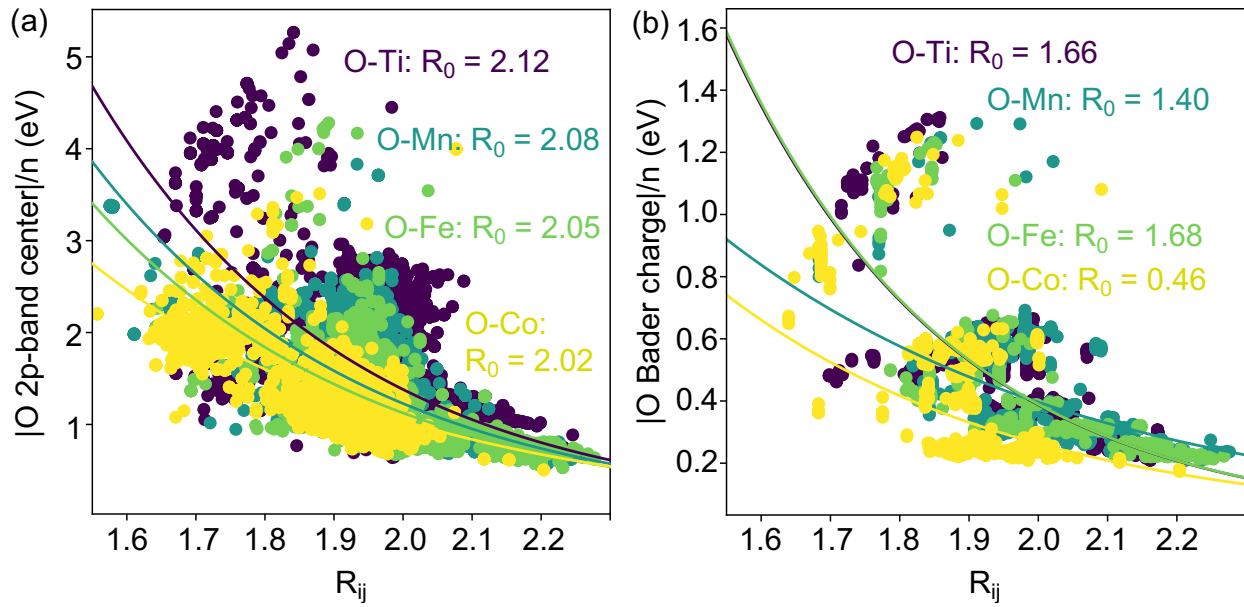 (a)
|O 2p-band center|/n (eV)
5
4
3
2
1
O-Ti: R0 = 2.12
O-Mn: R0 = 2.08
O-Fe: R0 = 2.05
O-Co:
R0 = 2.02
1.6 1.7 1.8 1.9 2.0 2.1 2.2
Rij
(b)
|O Bader charge|/n (eV)
1.6
1.4
1.2
1.0
0.8
0.6
0.4
0.2
O-Ti: R0 = 1.66
O-Mn: R0 = 1.40
O-Fe: R0 = 1.68
O-Co: R0 = 0.46
1.6 1.7 1.8 1.9 2.0 2.1 2.2
Rij